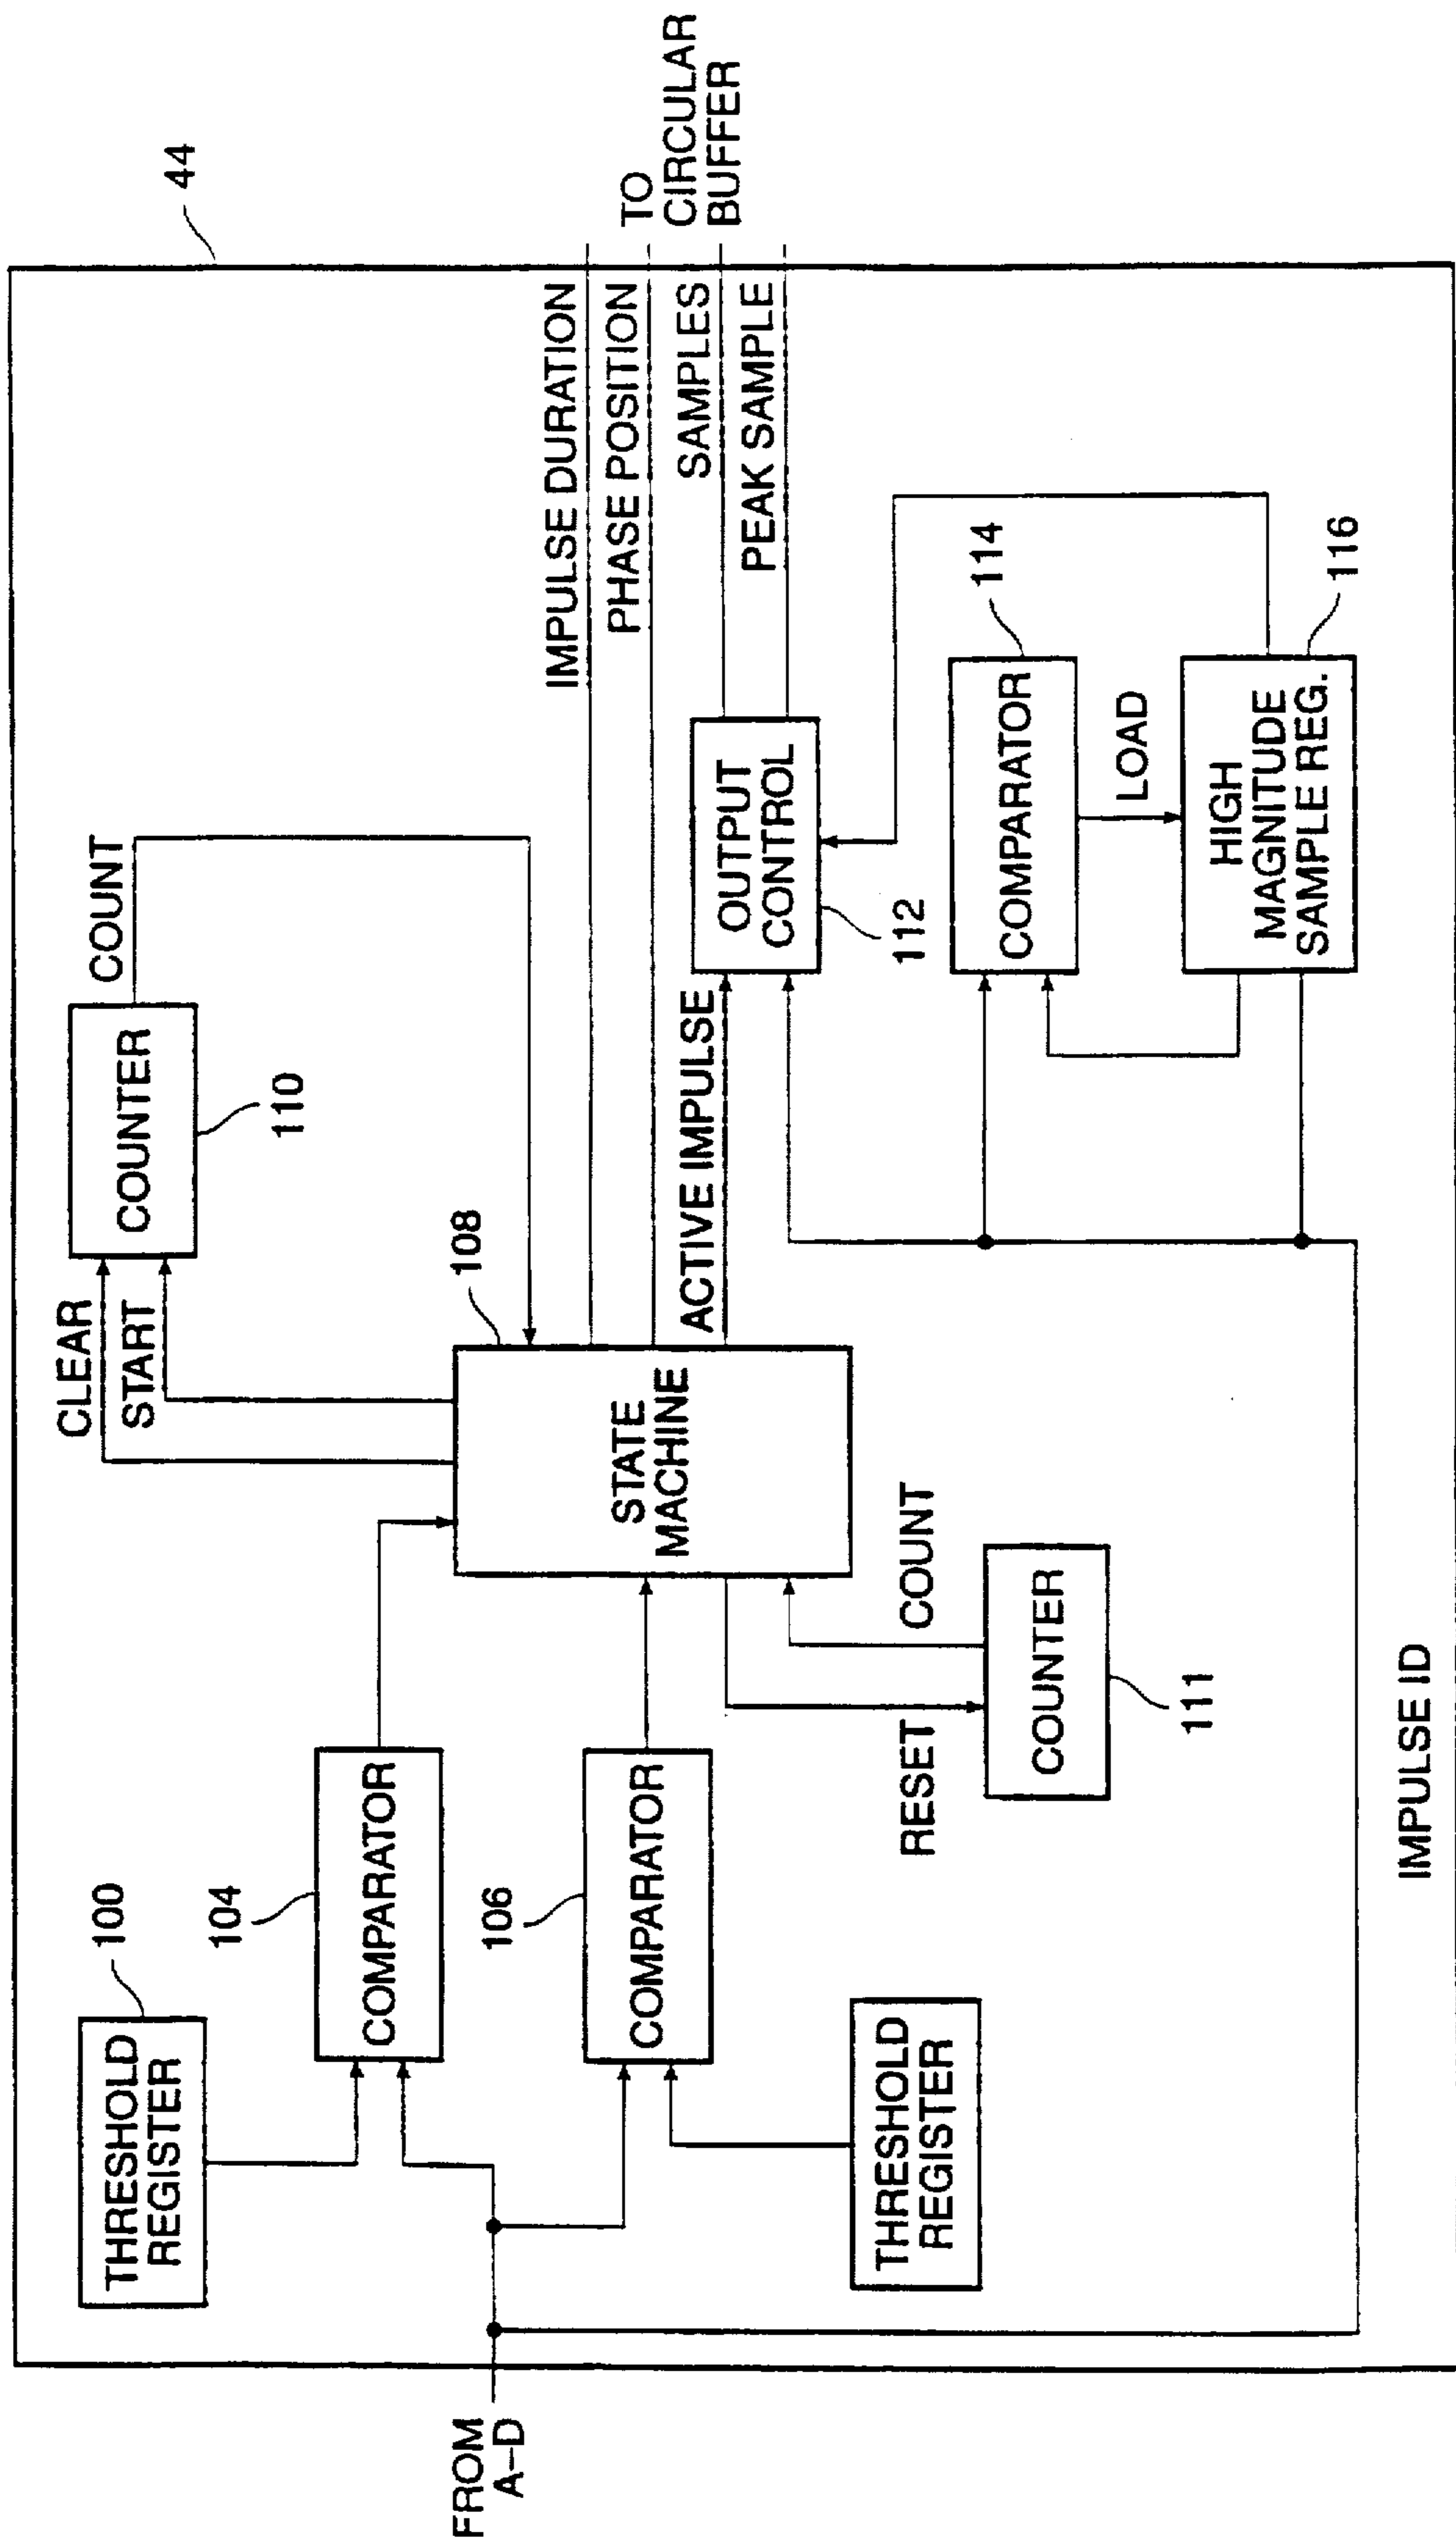 44
CLEAR
START
COUNTER
110
COUNT
THRESHOLD
REGISTER
100
104
COMPARATOR
108
STATE
MACHINE
106
COMPARATOR
FROM
A–D
THRESHOLD
REGISTER
RESET
COUNT
COUNTER
111
IMPULSE DURATION
PHASE POSITION
SAMPLES
PEAK SAMPLE
TO
CIRCULAR
BUFFER
ACTIVE IMPULSE
OUTPUT
CONTROL
112
COMPARATOR
114
LOAD
HIGH
MAGNITUDE
SAMPLE REG.
116
IMPULSE ID